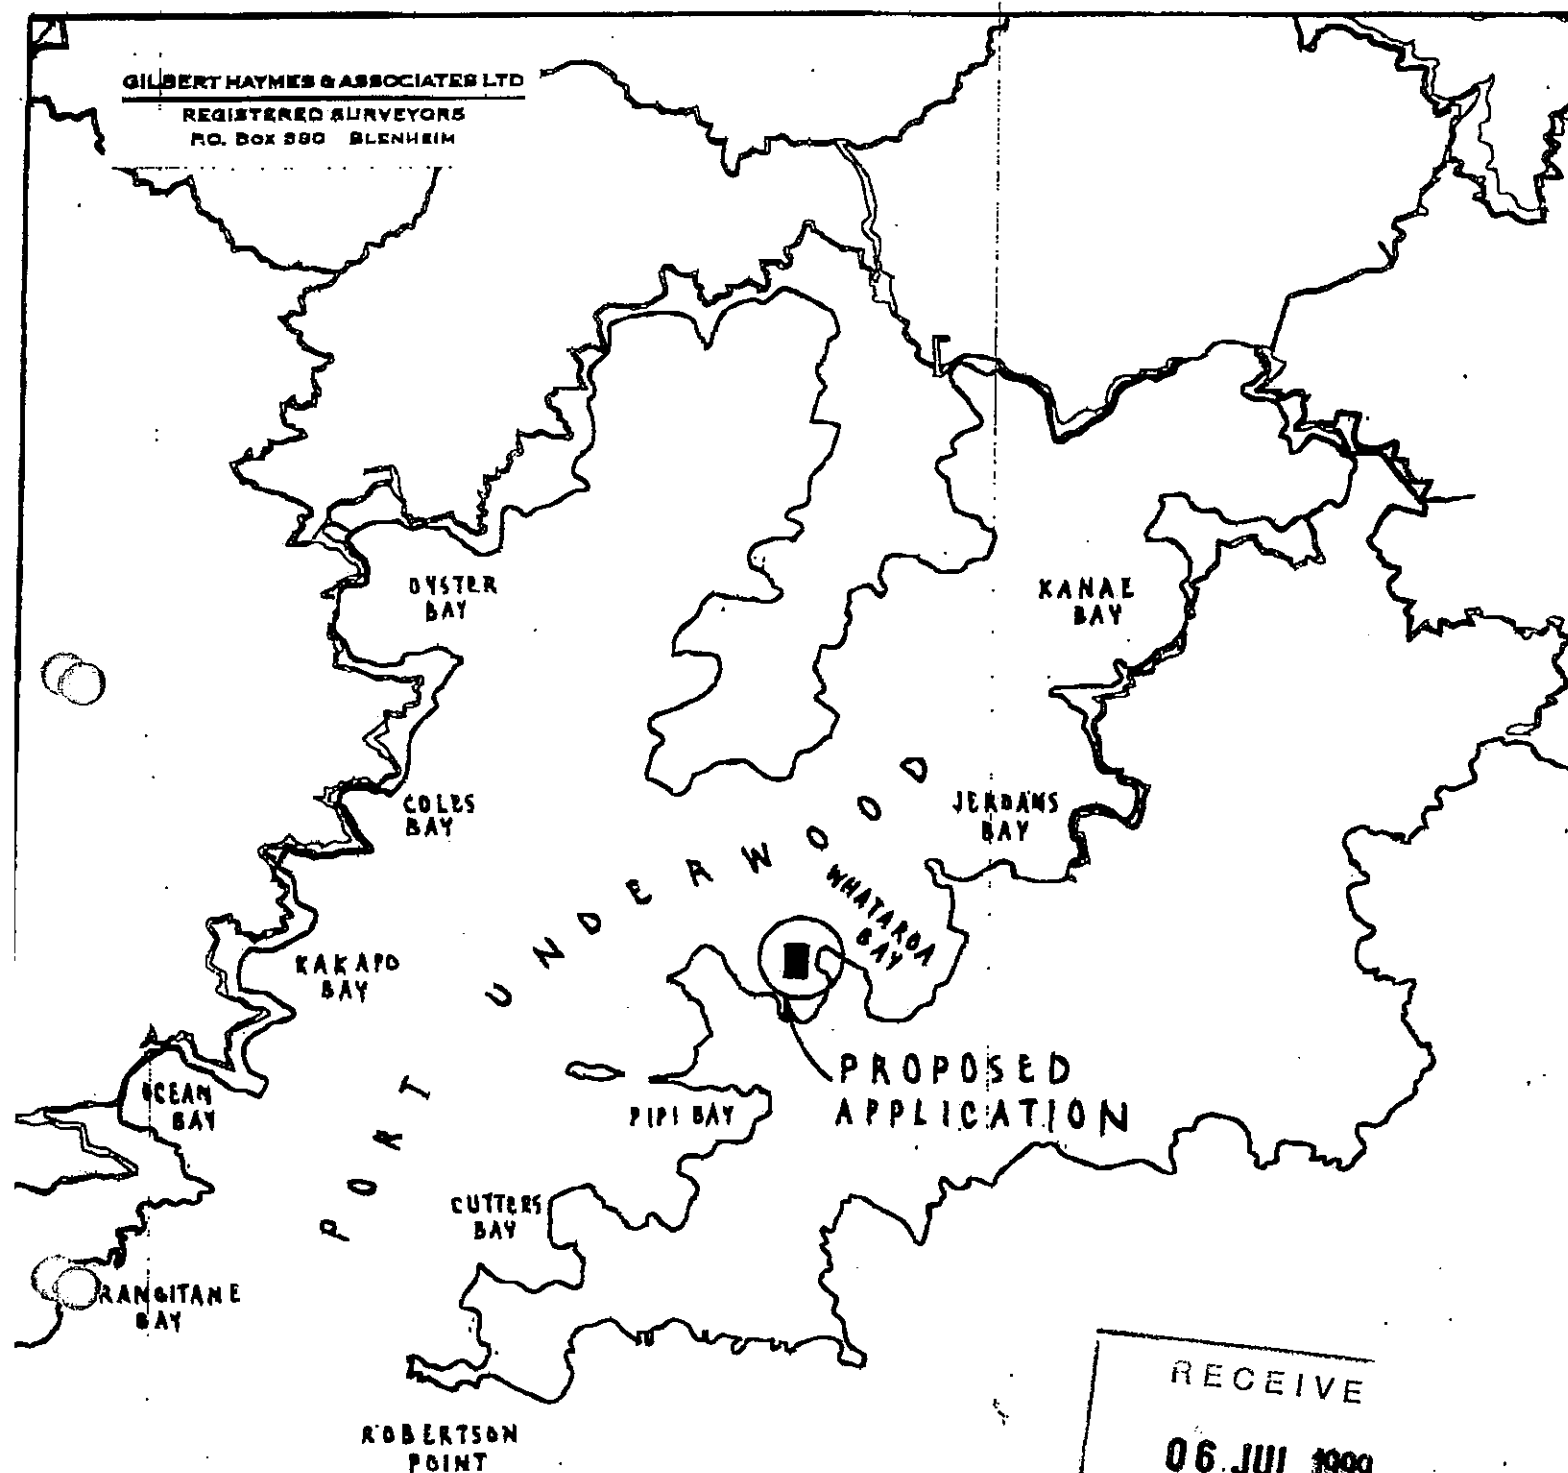 GILBERT HAYMES & ASSOCIATES LTD
REGISTERED SURVEYORS
P.O. BOX 380 BLENHEIM
OYSTER
BAY
KANAE
BAY
COLES
BAY
JERDANS
BAY
PORT UNDERWOOD
WHATAROA
BAY
KAKAPO
BAY
PROPOSED
APPLICATION
OCEAN
BAY
PIPI BAY
CUTTERS
BAY
RANGITANE
BAY
ROBERTSON
POINT
RECEIVE
06 JUL